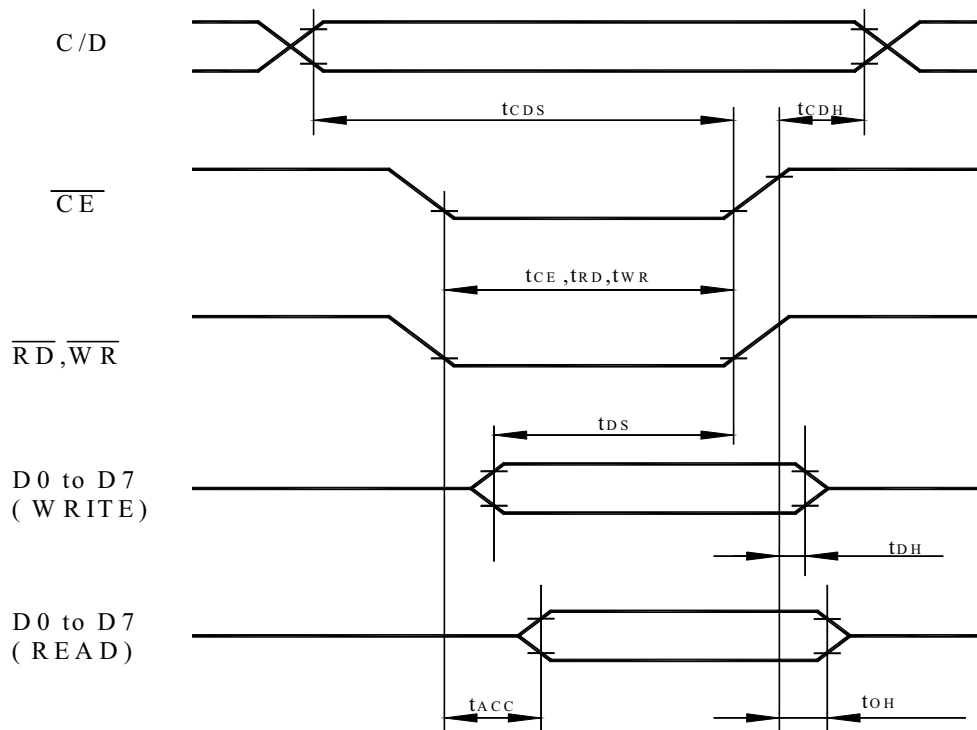 C/D
tCDS
tCDH
CE
tCE ,tRD,tWR
RD,WR
tDS
D0 to D7
( WRITE)
tDH
D0 to D7
( READ)
tACC
tOH